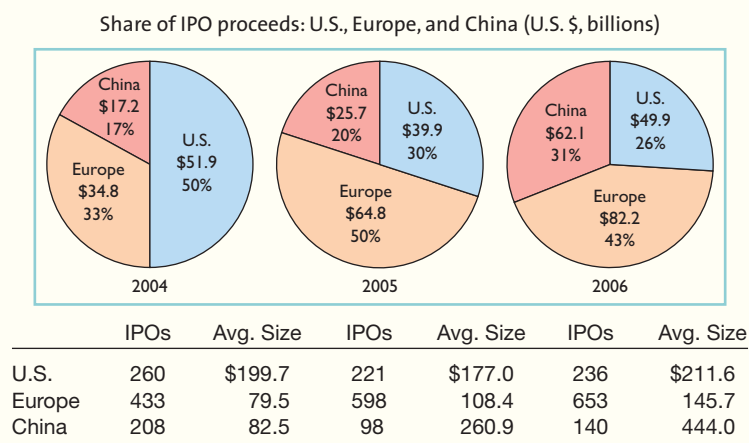 Share of IPO proceeds: U.S., Europe, and China (U.S. $, billions)
China
$17.2
17%
U.S.
$51.9
50%
Europe
$34.8
33%
2004
China
$25.7
20%
U.S.
$39.9
30%
Europe
$64.8
50%
2005
China
$62.1
31%
U.S.
$49.9
26%
Europe
$82.2
43%
2006
IPOs Avg. Size IPOs Avg. Size IPOs Avg. Size
U.S. 260 $199.7 221 $177.0 236 $211.6
Europe 433 79.5 598 108.4 653 145.7
China 208 82.5 98 260.9 140 444.0